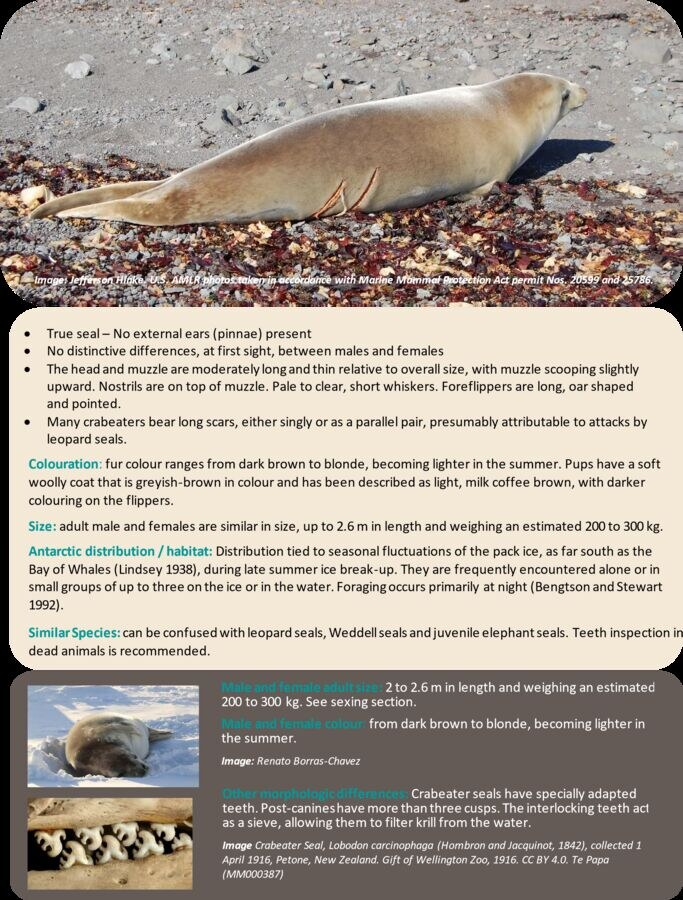 Image: Jefferson Hinke. U.S. AMLR photos taken in accordance with Marine Mammal Protection Act permit Nos. 20599 and 25786.
• True seal – No external ears (pinnae) present
• No distinctive differences, at first sight, between males and females
• The head and muzzle are moderately long and thin relative to overall size, with muzzle scooping slightly
upward. Nostrils are on top of muzzle. Pale to clear, short whiskers. Foreflippers are long, oar shaped
and pointed.
• Many crabeaters bear long scars, either singly or as a parallel pair, presumably attributable to attacks by
leopard seals.
Colouration: fur colour ranges from dark brown to blonde, becoming lighter in the summer. Pups have a soft
woolly coat that is greyish-brown in colour and has been described as light, milk coffee brown, with darker
colouring on the flippers.
Size: adult male and females are similar in size, up to 2.6 m in length and weighing an estimated 200 to 300 kg.
Antarctic distribution / habitat: Distribution tied to seasonal fluctuations of the pack ice, as far south as the
Bay of Whales (Lindsey 1938), during late summer ice break-up. They are frequently encountered alone or in
small groups of up to three on the ice or in the water. Foraging occurs primarily at night (Bengtson and Stewart
1992).
Similar Species: can be confused with leopard seals, Weddell seals and juvenile elephant seals. Teeth inspection in
dead animals is recommended.
Male and female adult size: 2 to 2.6 m in length and weighing an estimated
200 to 300 kg. See sexing section.
Male and female colour: from dark brown to blonde, becoming lighter in
the summer.
Image: Renato Borras-Chavez
Other morphologic differences: Crabeater seals have specially adapted
teeth. Post-canines have more than three cusps. The interlocking teeth act
as a sieve, allowing them to filter krill from the water.
Image Crabeater Seal, Lobodon carcinophaga (Hombron and Jacquinot, 1842), collected 1
April 1916, Petone, New Zealand. Gift of Wellington Zoo, 1916. CC BY 4.0. Te Papa
(MM000387)